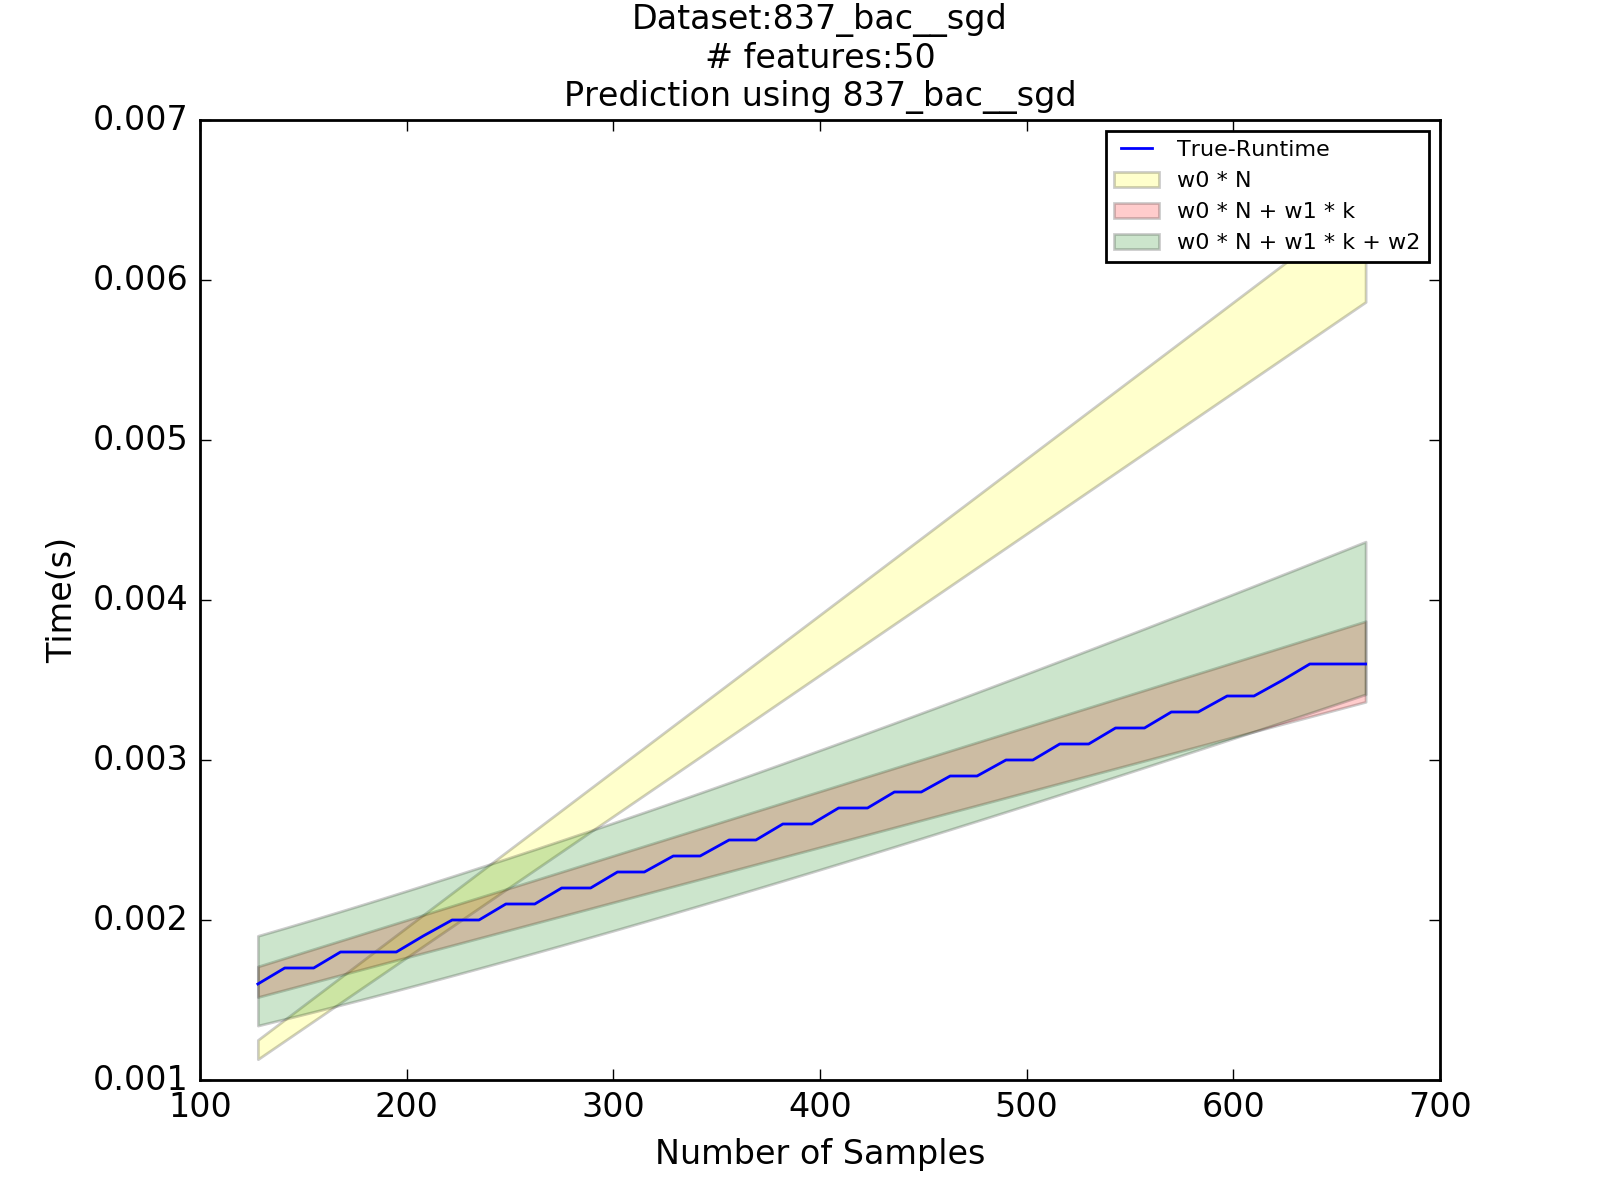 Dataset:837_bac__sgd
# features:50
Prediction using 837_bac__sgd
0.007
0.006
0.005
0.004
0.003
0.002
0.001
Time(s)
True-Runtime
w0 * N
w0 * N + w1 * k
w0 * N + w1 * k + w2
100 200 300 400 500 600 700
Number of Samples